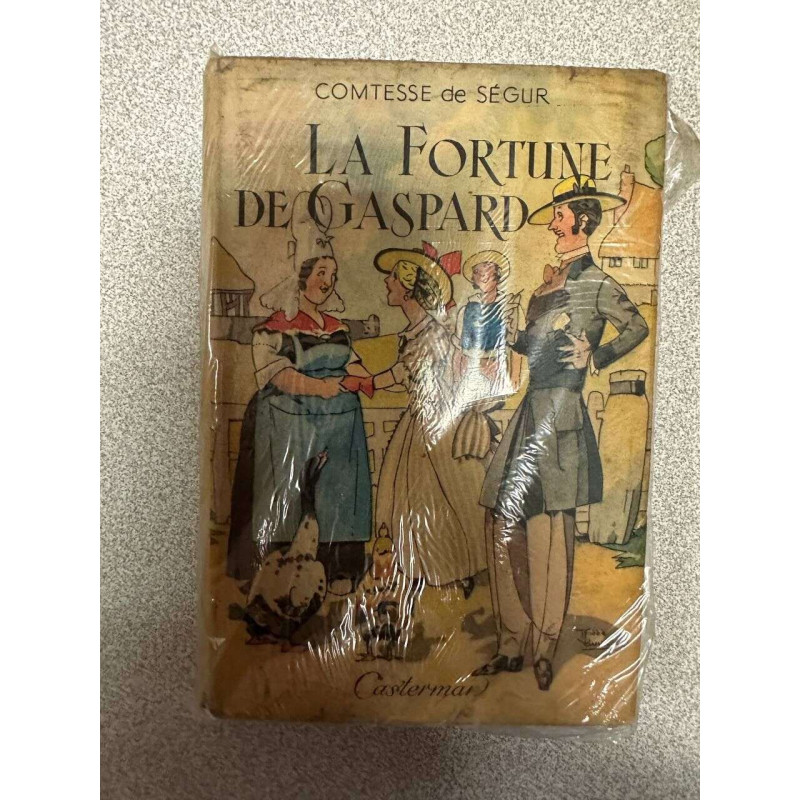 COMTESSE de SÉGUR
LA FORTUNE
DE GASPARD
Casterman